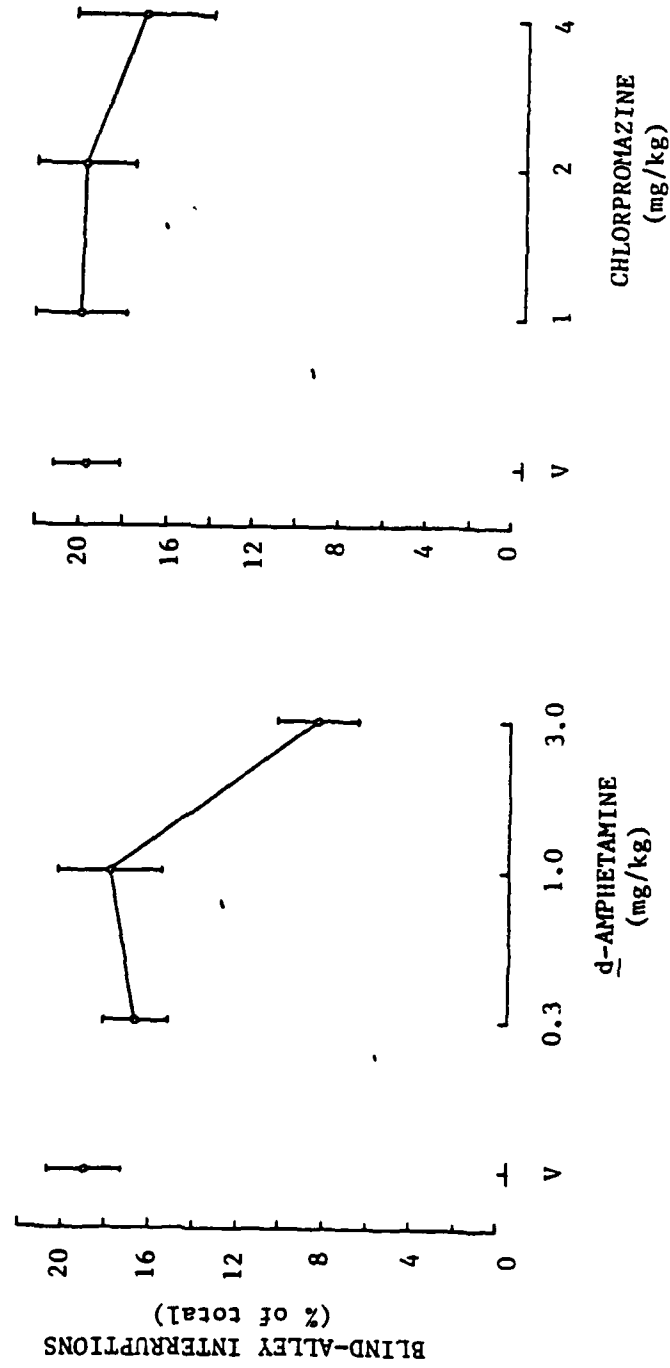 BLIND-ALLEY INTERRUPTIONS
(% of total)
20
16
12
8
4
0
V
0.3
1.0
3.0
d-AMPHETAMINE
(mg/kg)
20
16
12
8
4
0
V
1
2
4
CHLORPROMAZINE
(mg/kg)